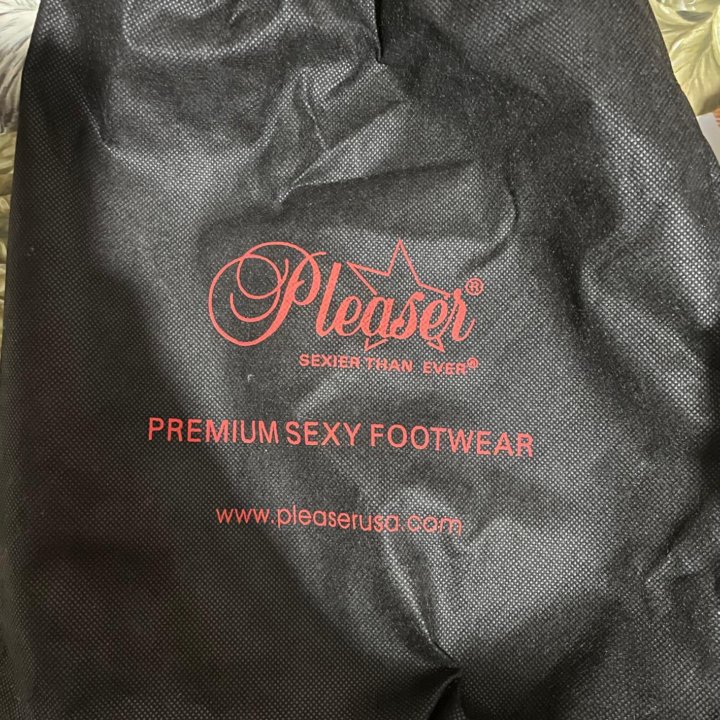 Pleaser®
SEXIER THAN EVER®
PREMIUM SEXY FOOTWEAR
www.pleaserusa.com